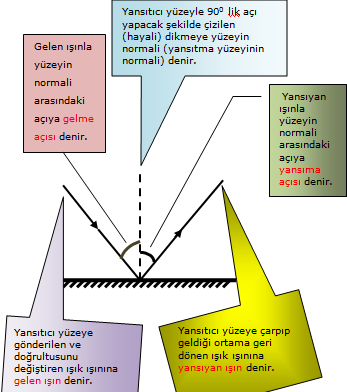 Yansıtıcı yüzeyle 90⁰ lik açı
yapacak şekilde çizilen
(hayali) dikmeye yüzeyin
normali (yansıtma yüzeyinin
normali) denir.
Gelen ışınla
yüzeyin
normali
arasındaki
açıya gelme
açısı denir.
Yansıyan
ışınla
yüzeyin
normali
arasındaki
açıya
yansıma
açısı denir.
Yansıtıcı yüzeye
gönderilen ve
doğrultusunu
değiştiren ışık ışınına
gelen ışın denir.
Yansıtıcı yüzeye çarpıp
geldiği ortama geri
dönen ışık ışınına
yansıyan ışın denir.